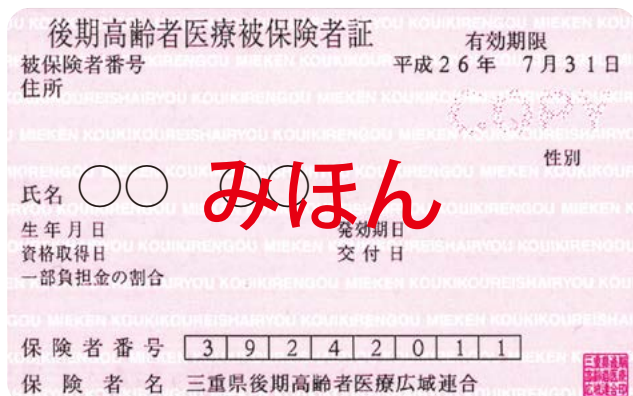 後期高齢者医療被保険者証
有効期限
被保険者番号 平成26年 7月31日
住所
COPY
性別
氏名 ○○ ○○
みほん
生年月日 発効期日
資格取得日 交付日
一部負担金の割合
保険者番号 39242011
保険者名 三重県後期高齢者医療広域連合